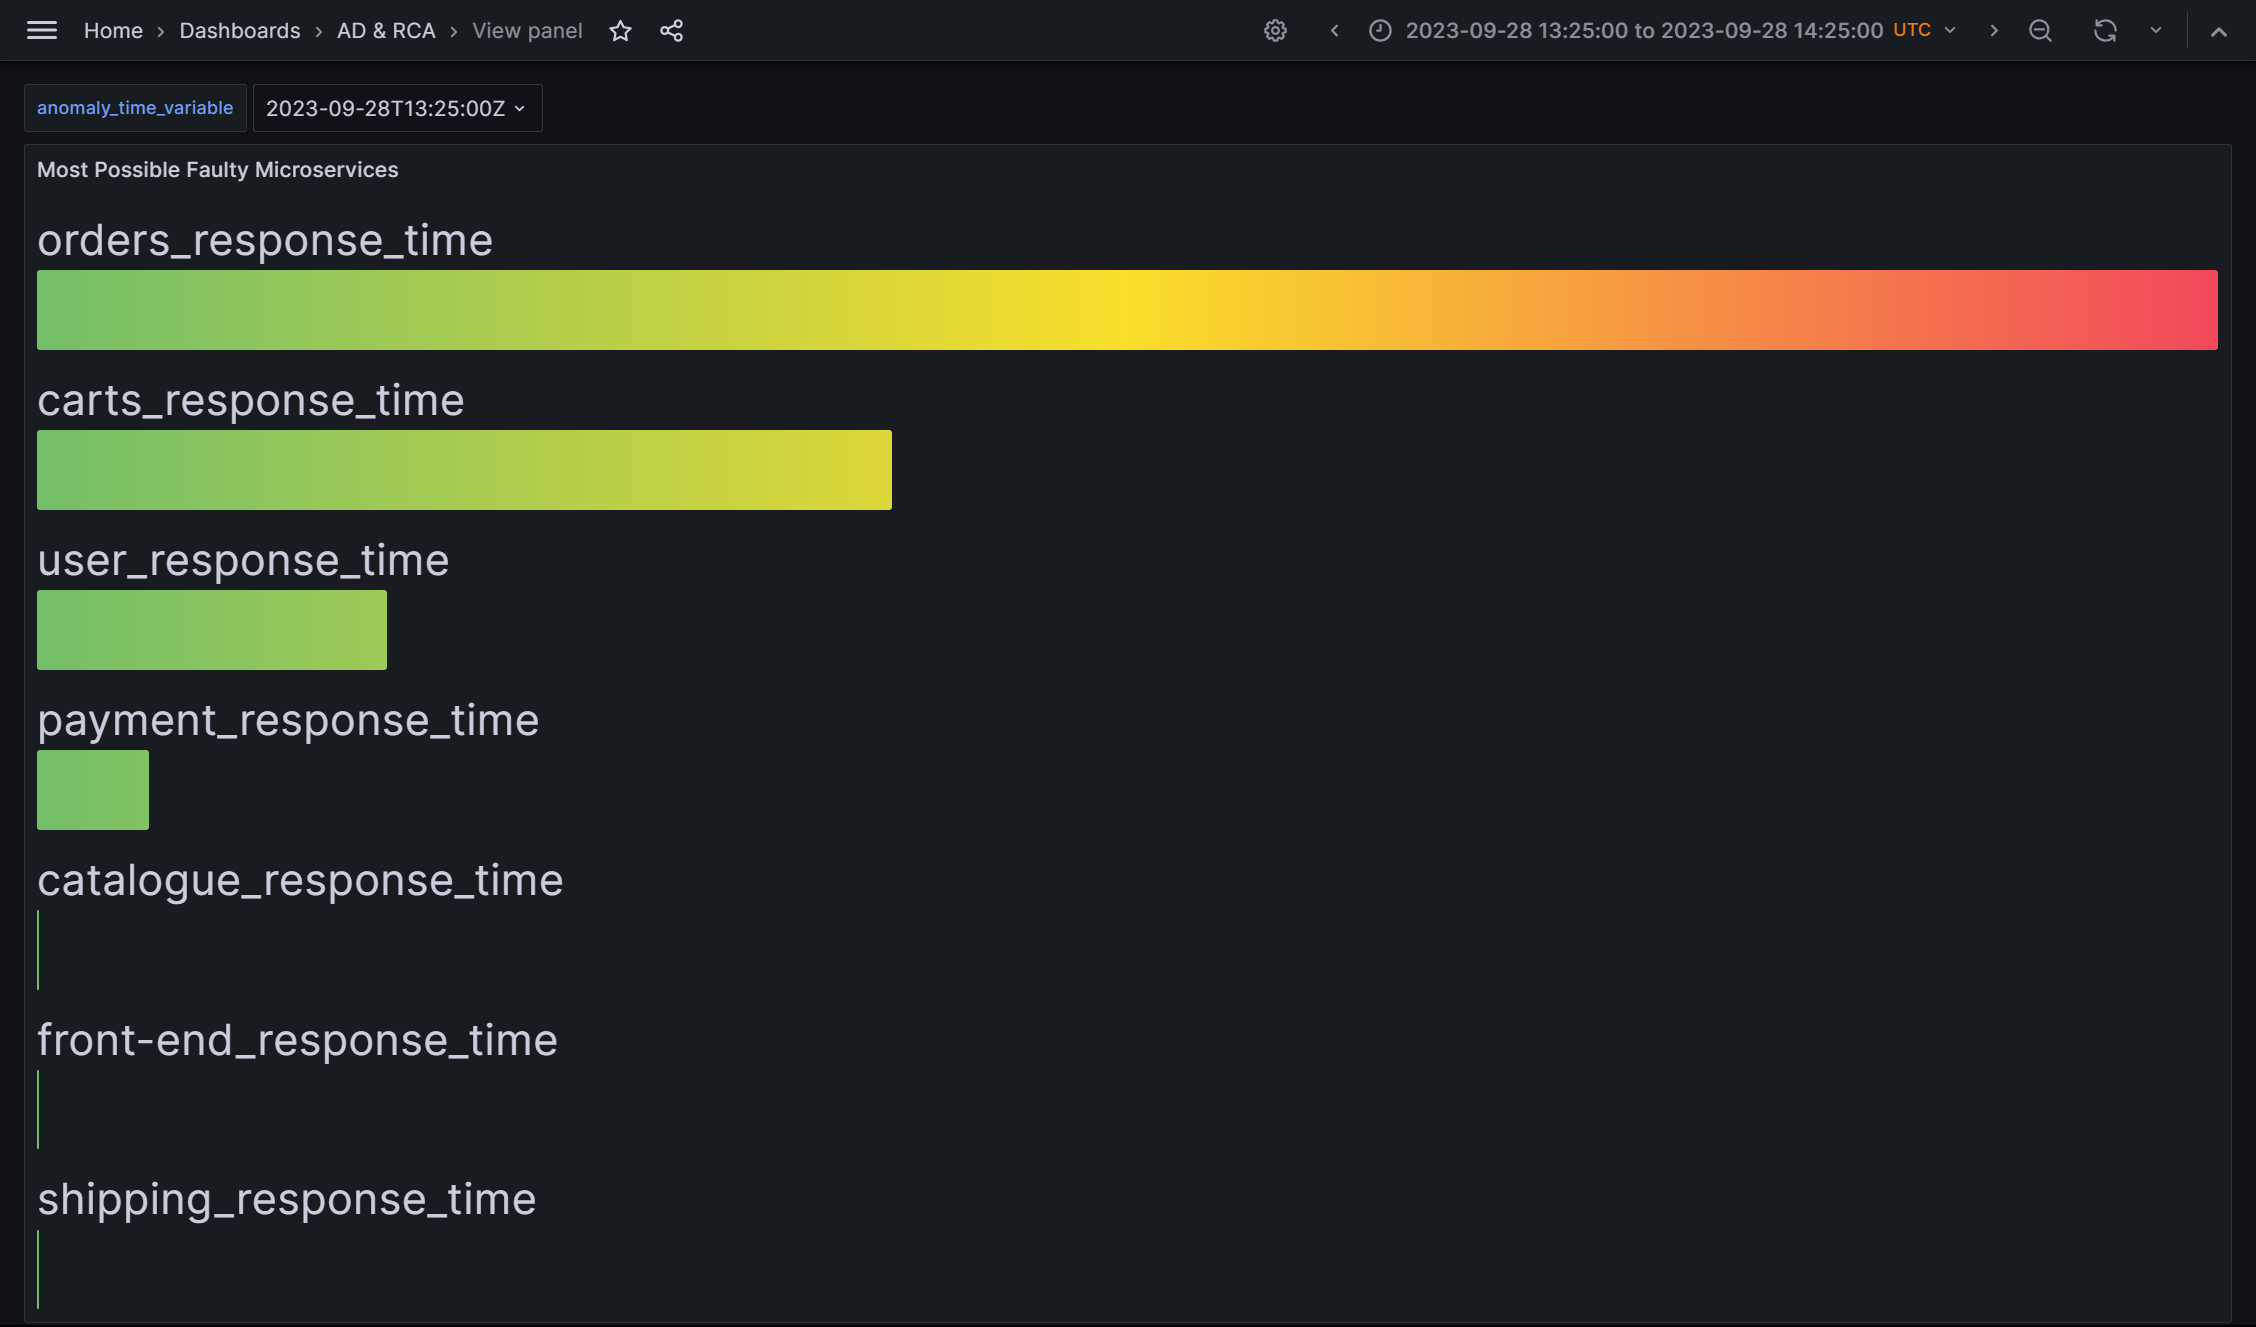 Home › Dashboards › AD & RCA › View panel
2023-09-28 13:25:00 to 2023-09-28 14:25:00 UTC
anomaly_time_variable 2023-09-28T13:25:00Z
Most Possible Faulty Microservices
orders_response_time
carts_response_time
user_response_time
payment_response_time
catalogue_response_time
front-end_response_time
shipping_response_time